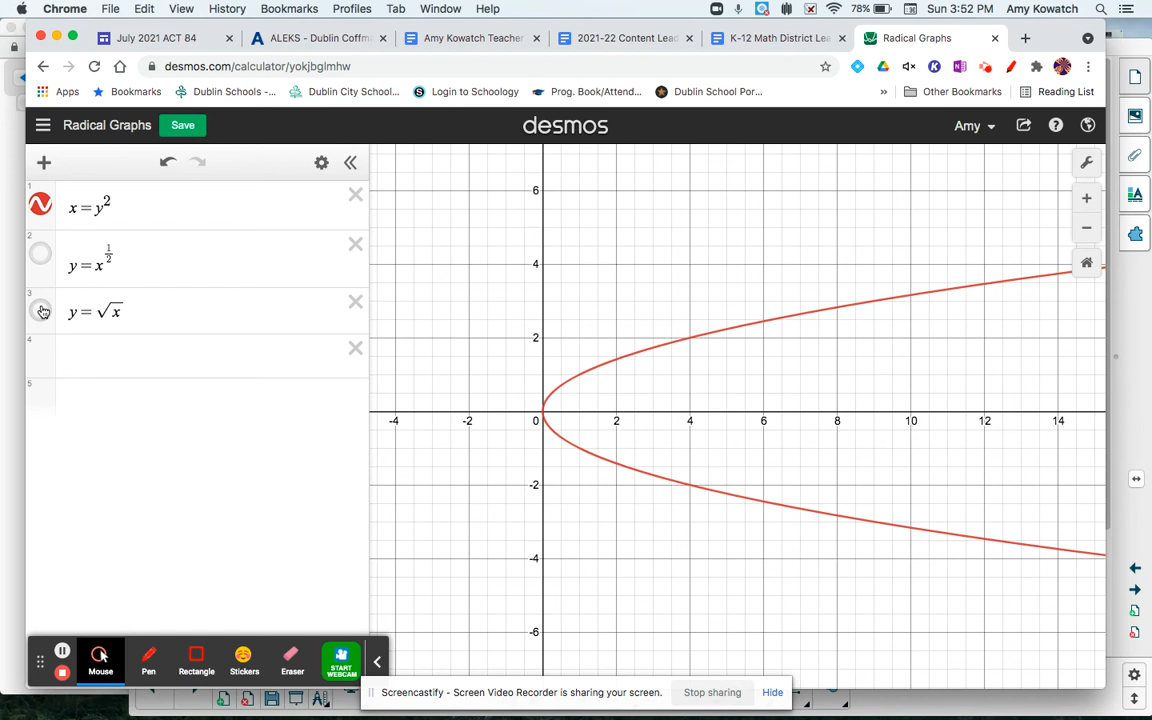 Chrome File Edit View History Bookmarks Profiles Tab Window Help 78% Sun 3:52 PM Amy Kowatch
July 2021 ACT 84 ALEKS - Dublin Coffm Amy Kowatch Teacher 2021-22 Content Lead K-12 Math District Lea Radical Graphs
desmos.com/calculator/yokjbglmhw
Apps Bookmarks Dublin Schools -... Dublin City School... Login to Schoology Prog. Book/Attend... Dublin School Por... » Other Bookmarks Reading List
Radical Graphs Save desmos Amy
1 x = y^2
2 y = x^{1/2}
3 y = √x
4
5
6
4
2
-4 -2 0 2 4 6 8 10 12 14
-2
-4
-6
Mouse Pen Rectangle Stickers Eraser START WEBCAM
Screencastify - Screen Video Recorder is sharing your screen. Stop sharing Hide